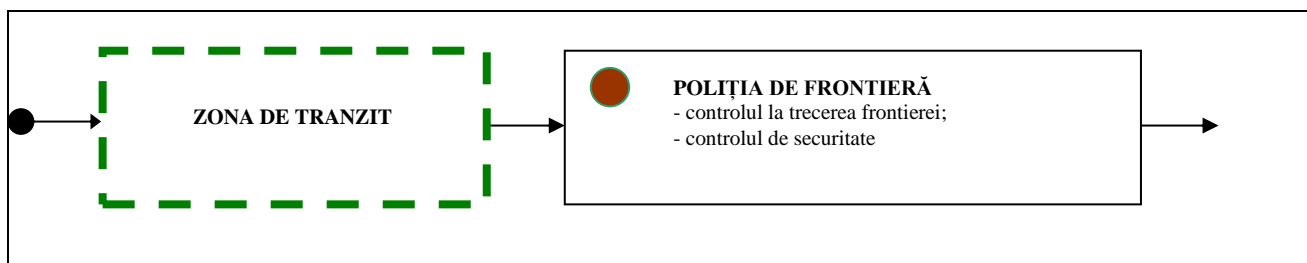 ZONA DE TRANZIT
POLIȚIA DE FRONTIERĂ
- controlul la trecerea frontierei;
- controlul de securitate